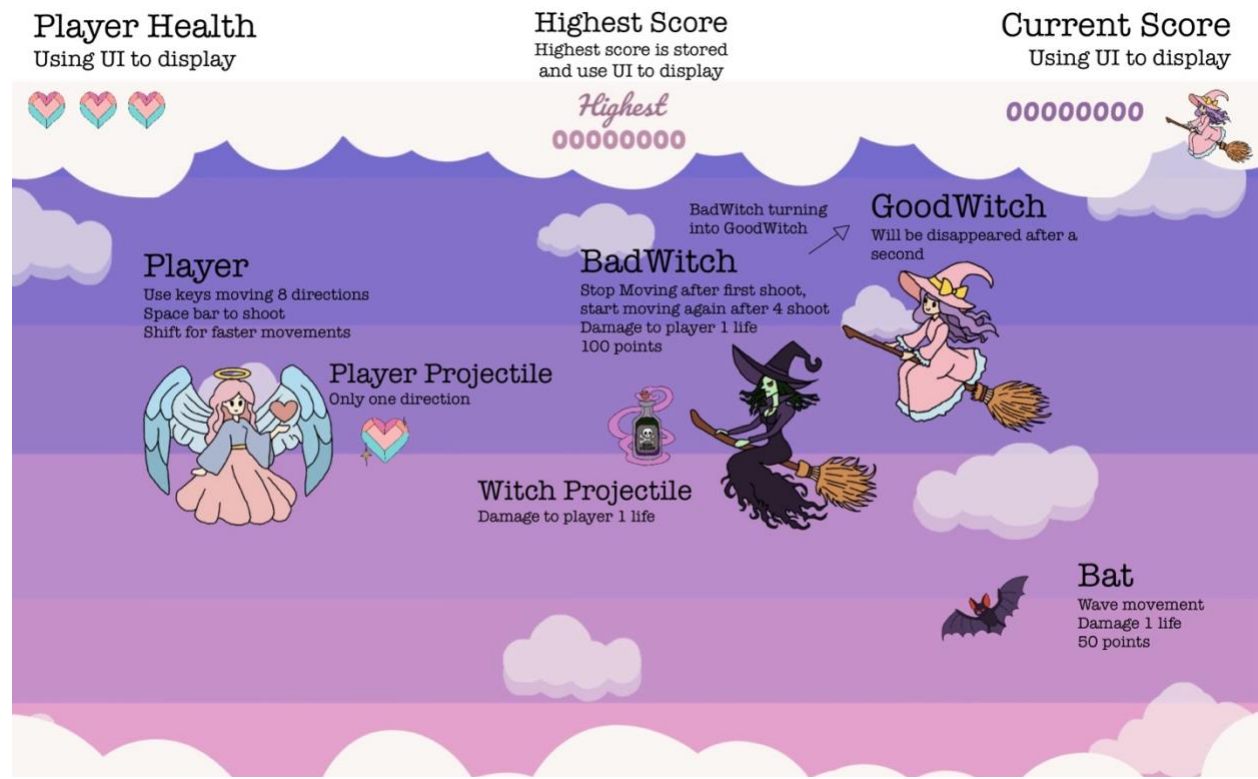 Player Health
Using UI to display
Highest Score
Highest score is stored
and use UI to display
Current Score
Using UI to display
Highest
00000000
00000000
BadWitch turning
into GoodWitch
GoodWitch
Will be disappeared after a
second
Player
Use keys moving 8 directions
Space bar to shoot
Shift for faster movements
BadWitch
Stop Moving after first shoot,
start moving again after 4 shoot
Damage to player 1 life
100 points
Player Projectile
Only one direction
Witch Projectile
Damage to player 1 life
Bat
Wave movement
Damage 1 life
50 points